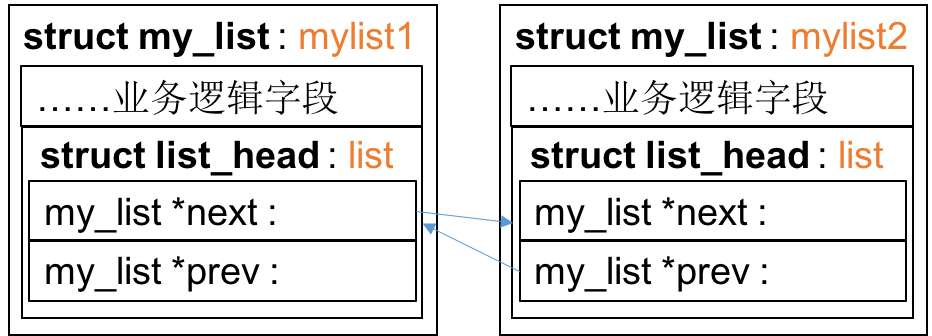 struct my_list : mylist1
……业务逻辑字段
struct list_head : list
my_list *next :
my_list *prev :
struct my_list : mylist2
……业务逻辑字段
struct list_head : list
my_list *next :
my_list *prev :